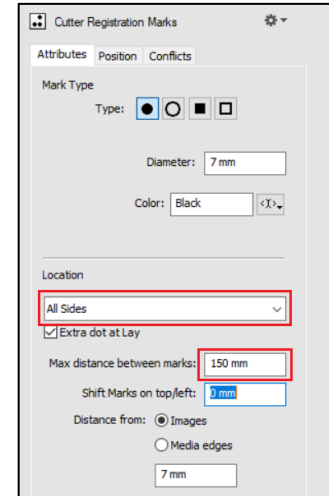 Cutter Registration Marks
Attributes Position Conflicts
Mark Type
Type:
Diameter: 7 mm
Color: Black
Location
All Sides
Extra dot at Lay
Max distance between marks: 150 mm
Shift Marks on top/left: 0 mm
Distance from: Images
Media edges
7 mm